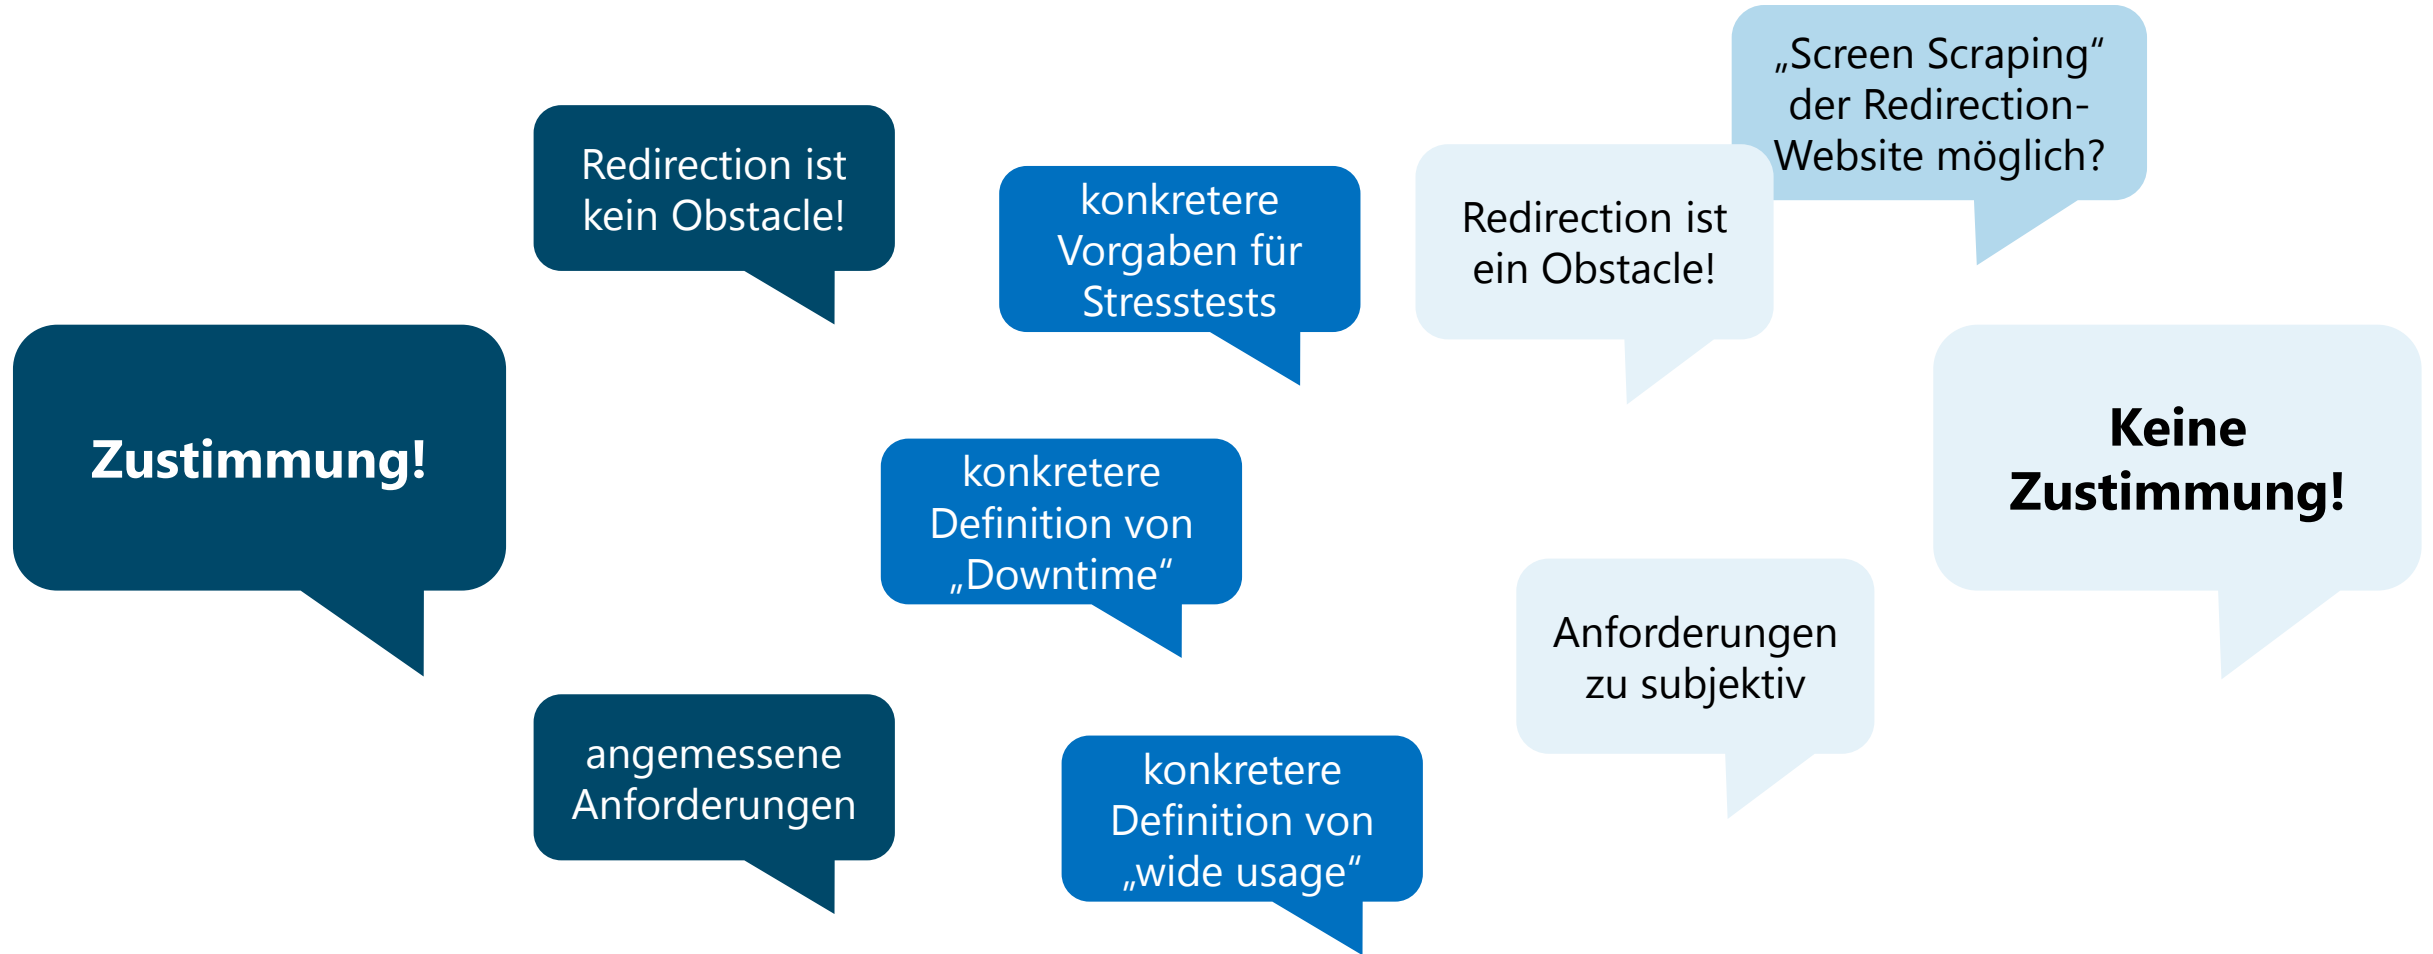 Zustimmung!
Redirection ist
kein Obstacle!
angemessene
Anforderungen
konkretere
Vorgaben für
Stresstests
konkretere
Definition von
„Downtime“
konkretere
Definition von
„wide usage“
Redirection ist
ein Obstacle!
„Screen Scraping“
der Redirection-
Website möglich?
Anforderungen
zu subjektiv
Keine
Zustimmung!